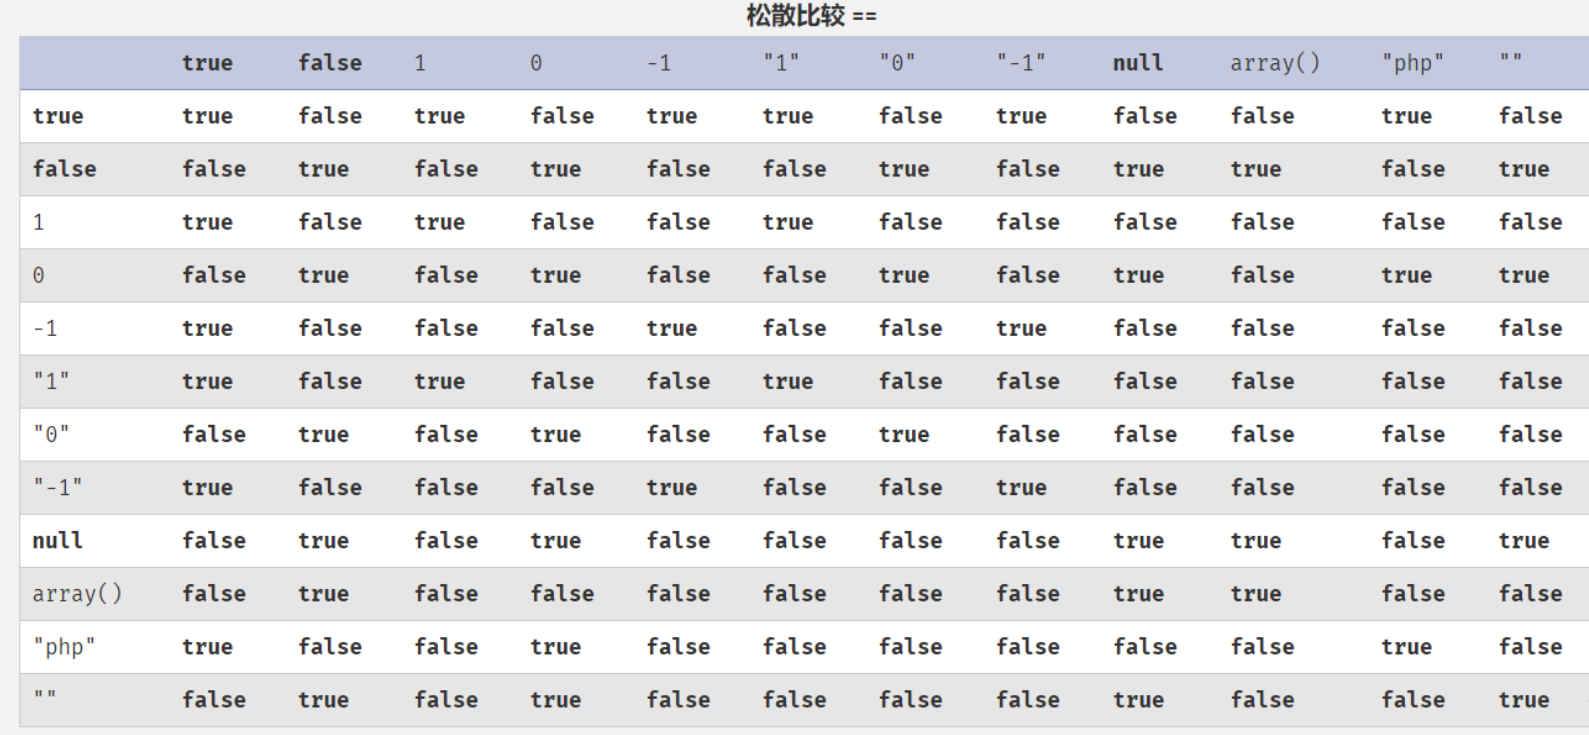 松散比较 ==
true false 1 0 -1 "1" "0" "-1" null array() "php" ""
true true false true false true true false true false false true false
false false true false true false false true false true true false true
1 true false true false false true false false false false false false
0 false true false true false false true false true false true true
-1 true false false false true false false true false false false false
"1" true false true false false true false false false false false false
"0" false true false true false false true false false false false false
"-1" true false false false true false false true false false false false
null false true false true false false false false true true false true
array() false true false false false false false false true true false false
"php" true false false true false false false false false false true false
"" false true false true false false false false true false false true